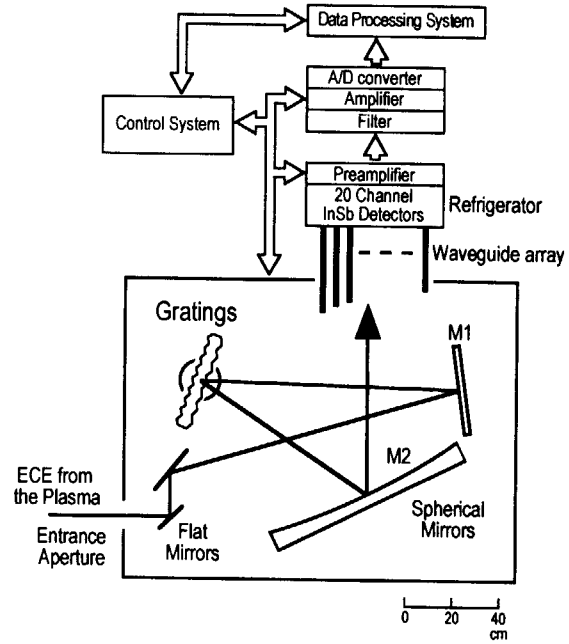 Data Processing System
A/D converter
Amplifier
Filter
Control System
Preamplifier
20 Channel
InSb Detectors
Refrigerator
Waveguide array
Gratings
M1
M2
ECE from
the Plasma
Entrance
Aperture
Flat
Mirrors
Spherical
Mirrors
0 20 40
cm